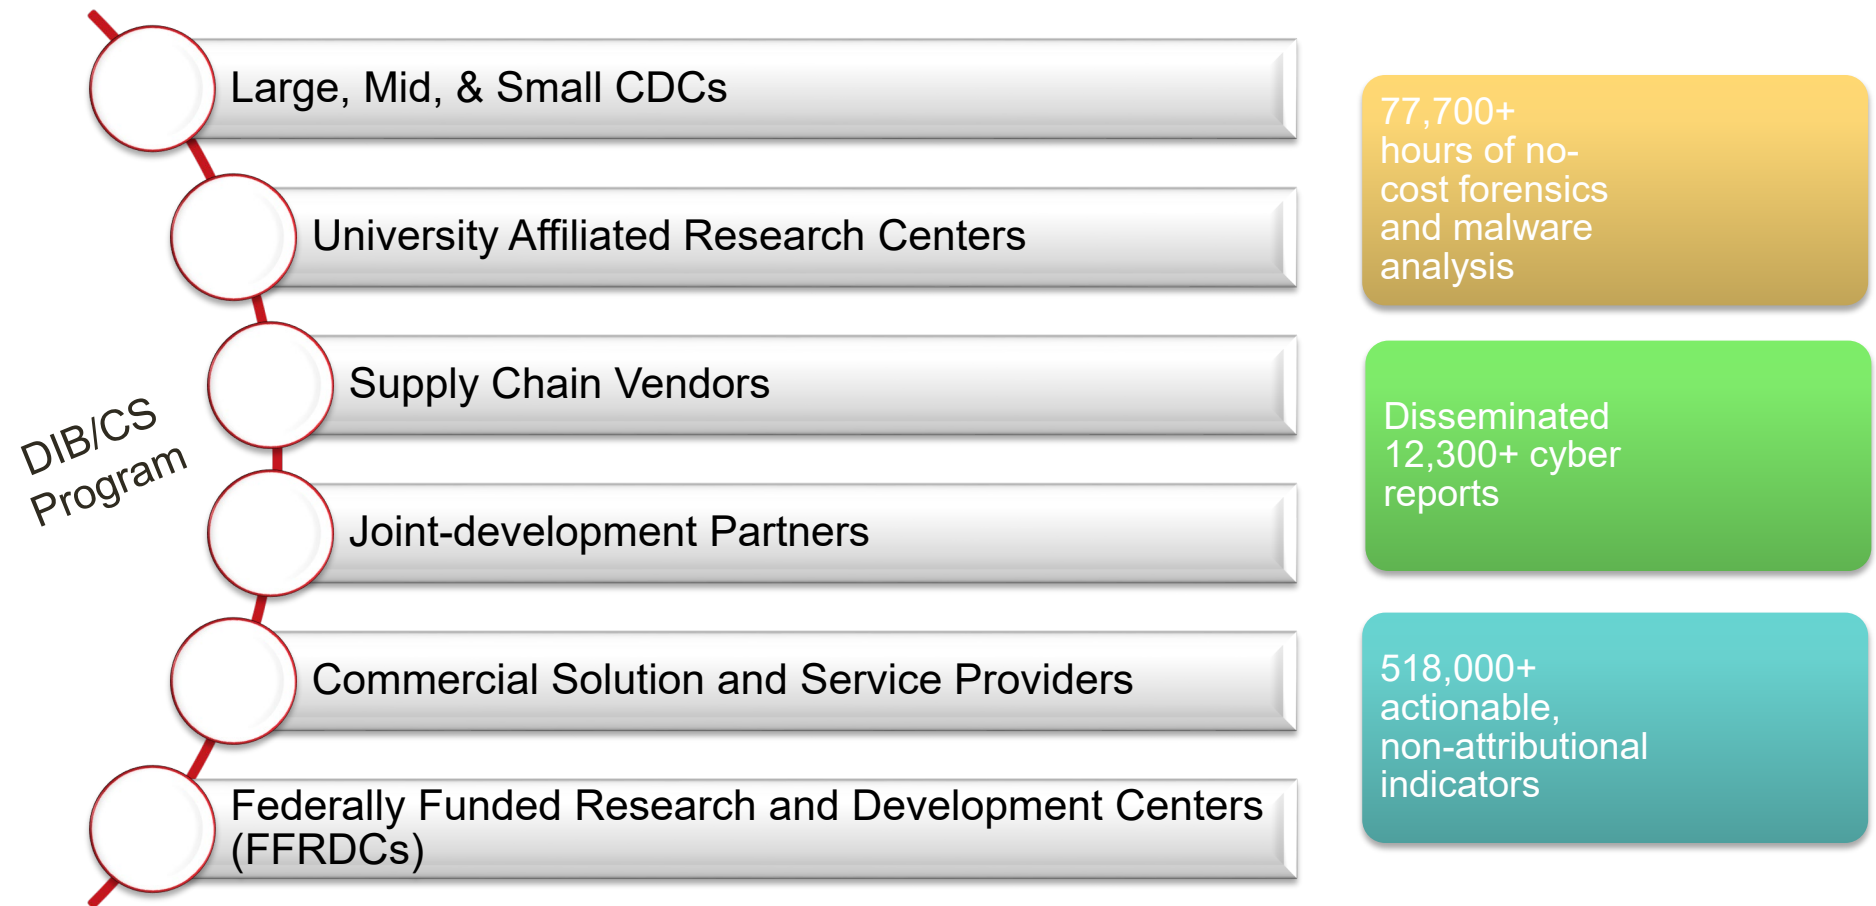 DIB/CS
Program
Large, Mid, & Small CDCs
University Affiliated Research Centers
Supply Chain Vendors
Joint-development Partners
Commercial Solution and Service Providers
Federally Funded Research and Development Centers
(FFRDCs)
77,700+
hours of no-
cost forensics
and malware
analysis
Disseminated
12,300+ cyber
reports
518,000+
actionable,
non-attributional
indicators